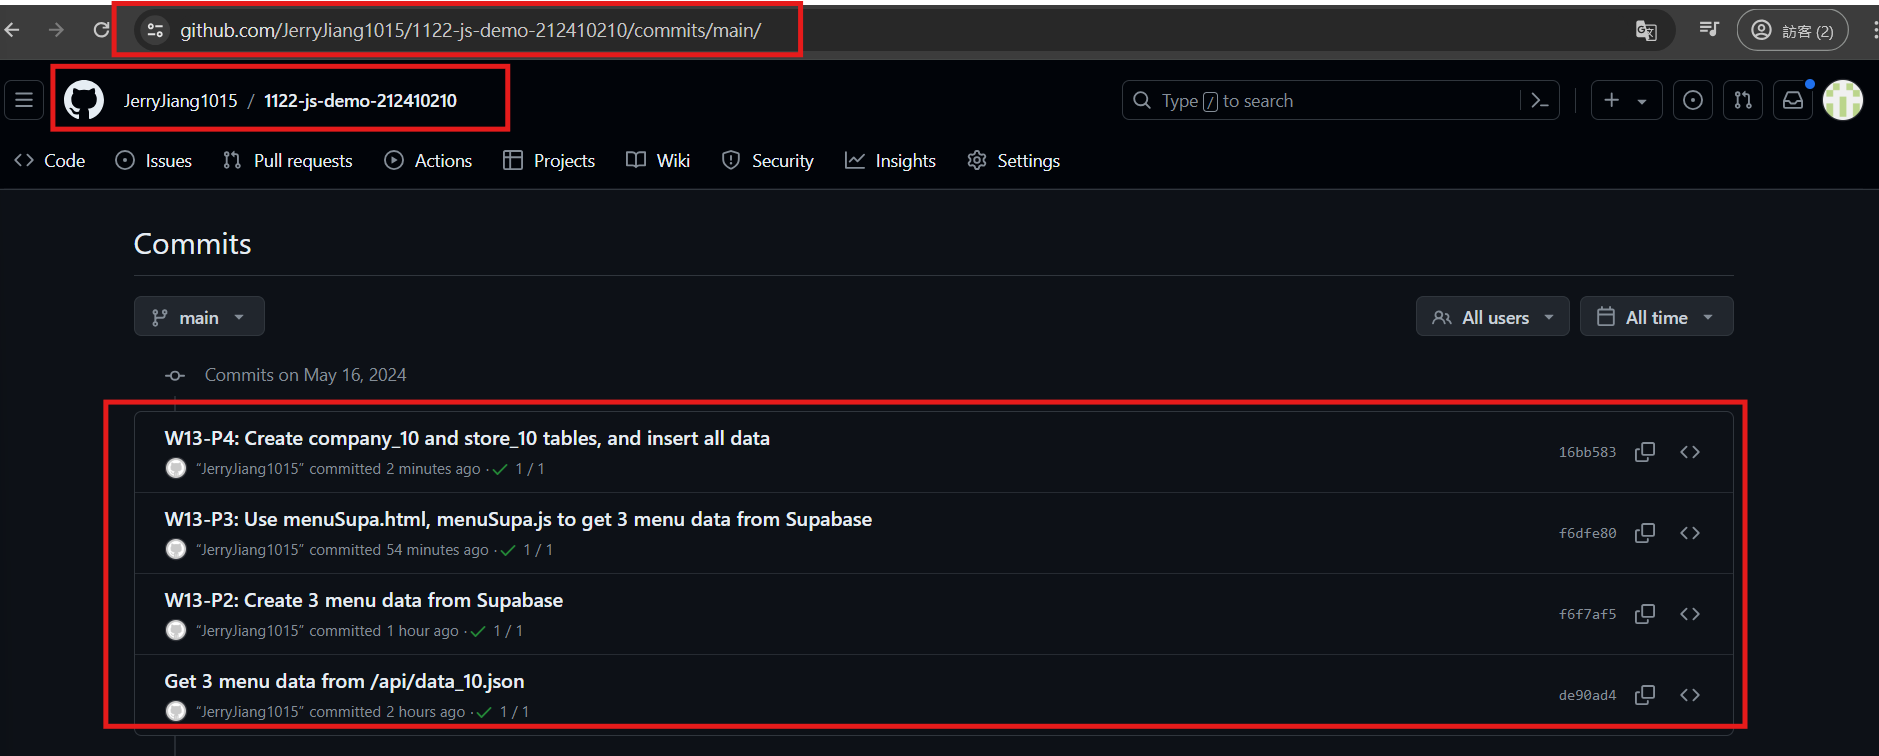 github.com/JerryJiang1015/1122-js-demo-212410210/commits/main/
訪客 (2)
JerryJiang1015 / 1122-js-demo-212410210
Type / to search
Code Issues Pull requests Actions Projects Wiki Security Insights Settings
Commits
main
All users All time
Commits on May 16, 2024
W13-P4: Create company_10 and store_10 tables, and insert all data
“JerryJiang1015” committed 2 minutes ago · 1 / 1
16bb583
W13-P3: Use menuSupa.html, menuSupa.js to get 3 menu data from Supabase
“JerryJiang1015” committed 54 minutes ago · 1 / 1
f6dfe80
W13-P2: Create 3 menu data from Supabase
“JerryJiang1015” committed 1 hour ago · 1 / 1
f6f7af5
Get 3 menu data from /api/data_10.json
“JerryJiang1015” committed 2 hours ago · 1 / 1
de90ad4